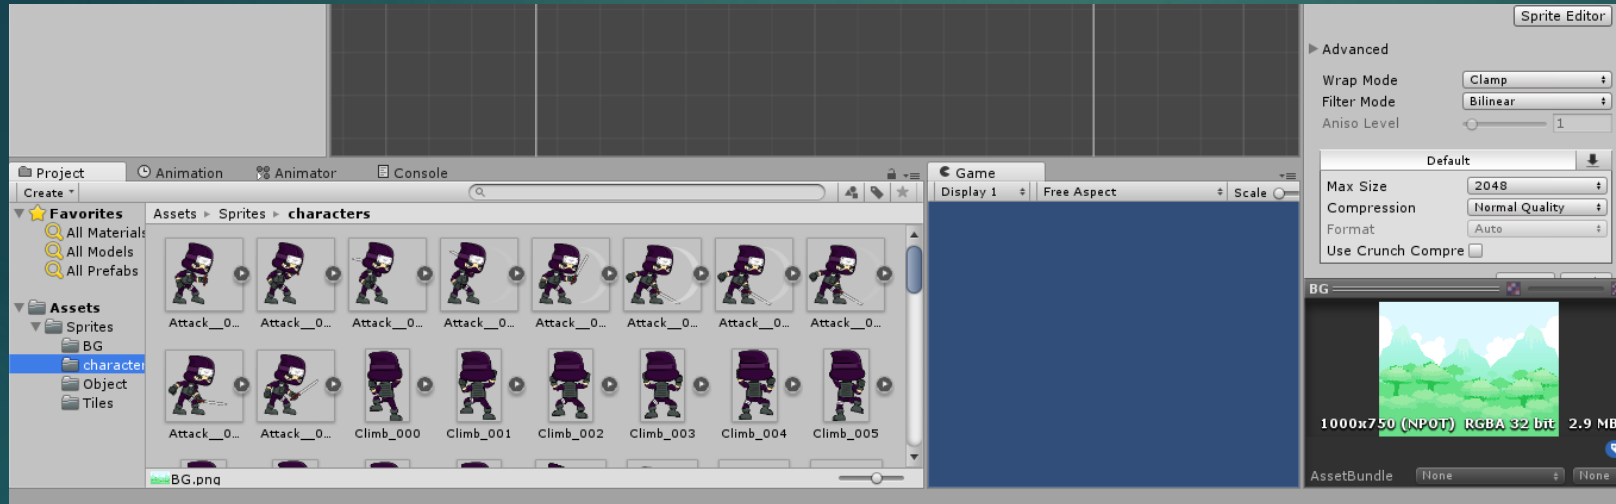 Sprite Editor
Advanced
Wrap Mode Clamp
Filter Mode Bilinear
Aniso Level 1
Default
Max Size 2048
Compression Normal Quality
Format Auto
Use Crunch Compre
Project Animation Animator Console
Create
Favorites
All Materials
All Models
All Prefabs
Assets
Sprites
BG
character
Object
Tiles
Assets Sprites characters
Attack__0... Attack__0... Attack__0... Attack__0... Attack__0... Attack__0... Attack__0... Attack__0...
Attack__0... Attack__0... Climb_000 Climb_001 Climb_002 Climb_003 Climb_004 Climb_005
BG.png
Game
Display 1 Free Aspect Scale
BG
1000x750 (NPOT) RGBA 32 bit 2.9 MB
AssetBundle None None